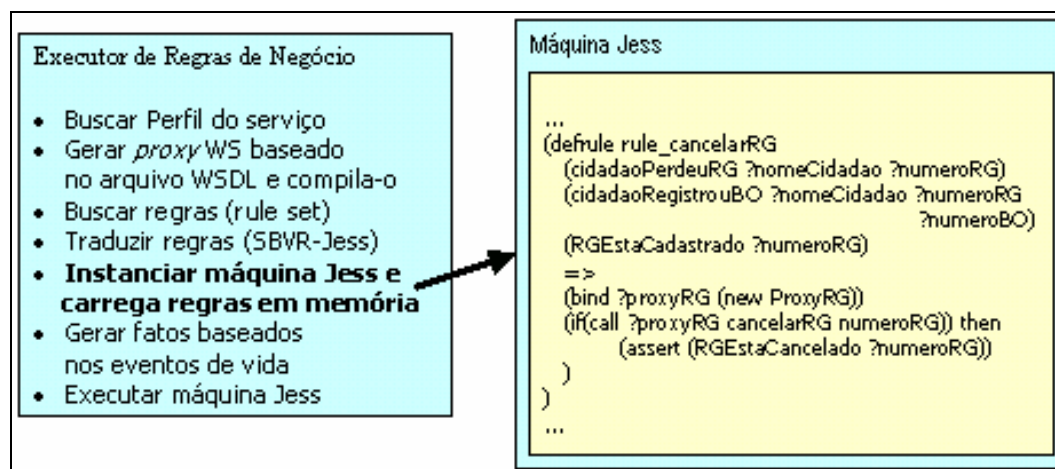 Executor de Regras de Negócio
• Buscar Perfil do serviço
• Gerar proxy WS baseado
no arquivo WSDL e compila-o
• Buscar regras (rule set)
• Traduzir regras (SBVR-Jess)
• Instanciar máquina Jess e
carrega regras em memória
• Gerar fatos baseados
nos eventos de vida
• Executar máquina Jess
Máquina Jess
...
(defrule rule_cancelarRG
(cidadaoPerdeuRG ?nomeCidadao ?numeroRG)
(cidadaoRegistrouBO ?nomeCidadao ?numeroRG
?numeroBO)
(RGEstaCadastrado ?numeroRG)
=>
(bind ?proxyRG (new ProxyRG))
(if(call ?proxyRG cancelarRG numeroRG)) then
(assert (RGEstaCancelado ?numeroRG))
)
)
...